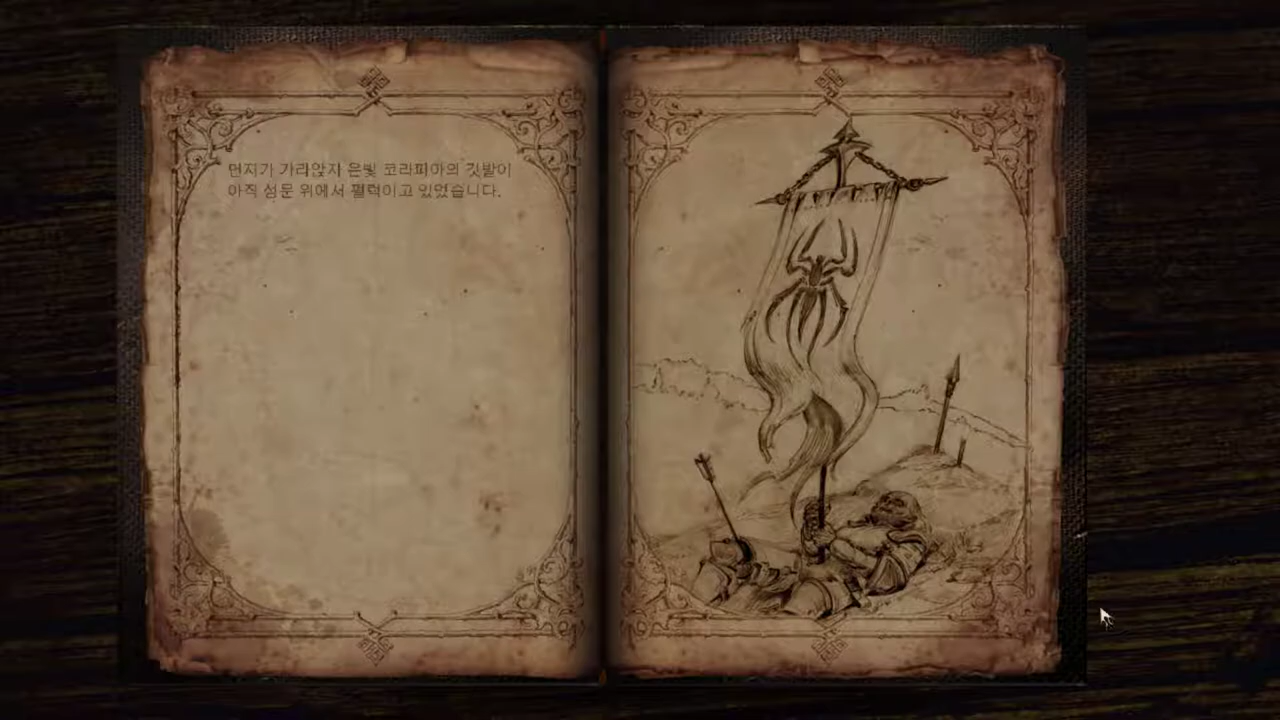 먼지가 가라앉자 은빛 코라피아의 깃발이
아직 성문 위에서 펄럭이고 있었습니다.